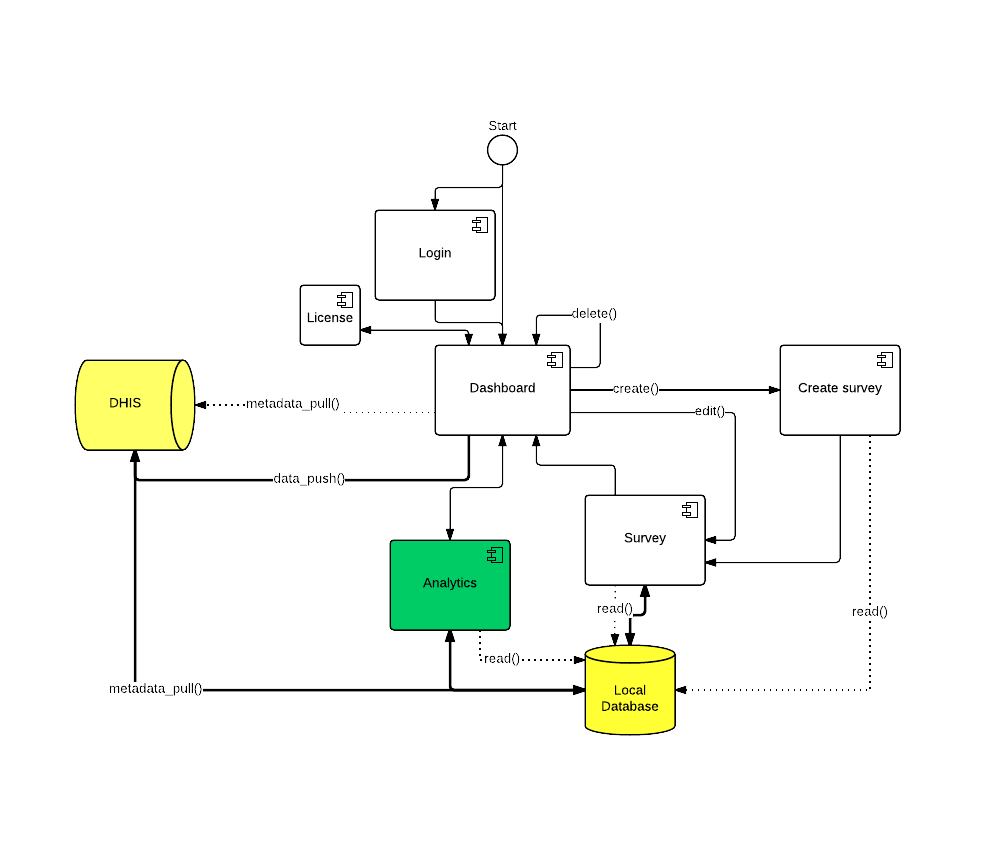 Start
Login
License
delete()
Dashboard
create()
Create survey
DHIS
metadata_pull()
edit()
data_push()
Survey
Analytics
read()
read()
read()
metadata_pull()
Local
Database